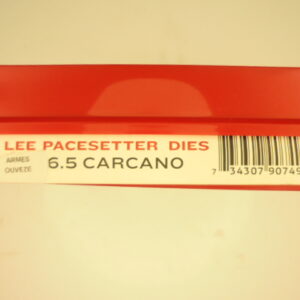 LEE PACESETTER DIES
ARMES
OUVEZE
6.5 CARCANO
7 34307 90749